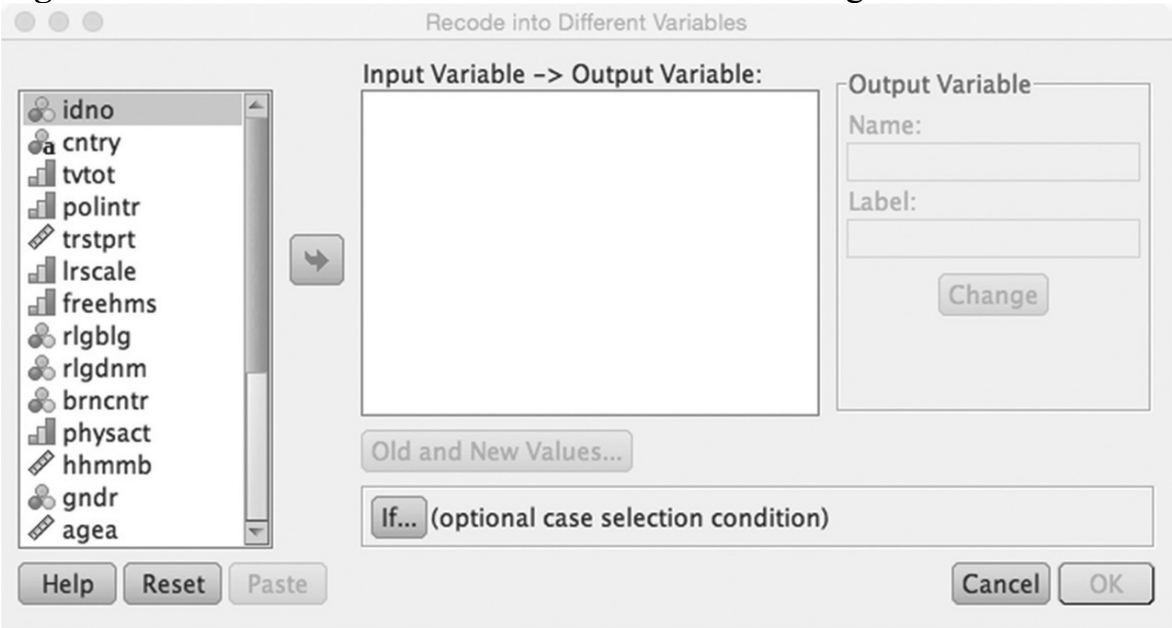 Recode into Different Variables
idno
cntry
tvtot
polintr
trstprt
lrscale
freehms
rlgblg
rlgdnm
brncntr
physact
hhmmb
gndr
agea
Input Variable -> Output Variable:
Old and New Values...
If... (optional case selection condition)
Output Variable
Name:
Label:
Change
Help Reset Paste Cancel OK